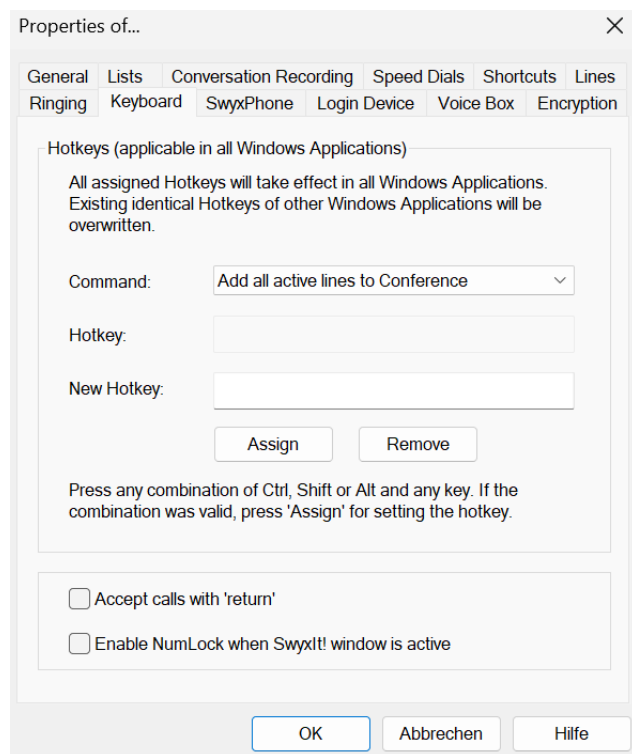 Properties of...
General Lists Conversation Recording Speed Dials Shortcuts Lines
Ringing Keyboard SwyxPhone Login Device Voice Box Encryption
Hotkeys (applicable in all Windows Applications)
All assigned Hotkeys will take effect in all Windows Applications.
Existing identical Hotkeys of other Windows Applications will be
overwritten.
Command: Add all active lines to Conference
Hotkey:
New Hotkey:
Assign Remove
Press any combination of Ctrl, Shift or Alt and any key. If the
combination was valid, press 'Assign' for setting the hotkey.
Accept calls with 'return'
Enable NumLock when SwyxIt! window is active
OK Abbrechen Hilfe